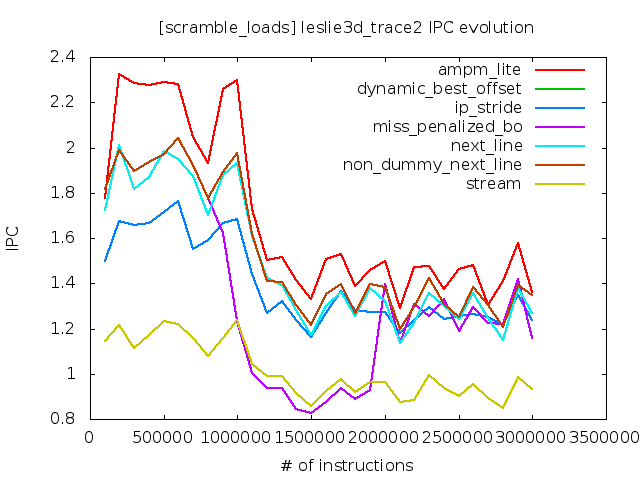 [scramble_loads] leslie3d_trace2 IPC evolution
2.4
2.2
2
1.8
1.6
1.4
1.2
1
0.8
IPC
ampm_lite
dynamic_best_offset
ip_stride
miss_penalized_bo
next_line
non_dummy_next_line
stream
0 500000 1000000 1500000 2000000 2500000 3000000 3500000
# of instructions